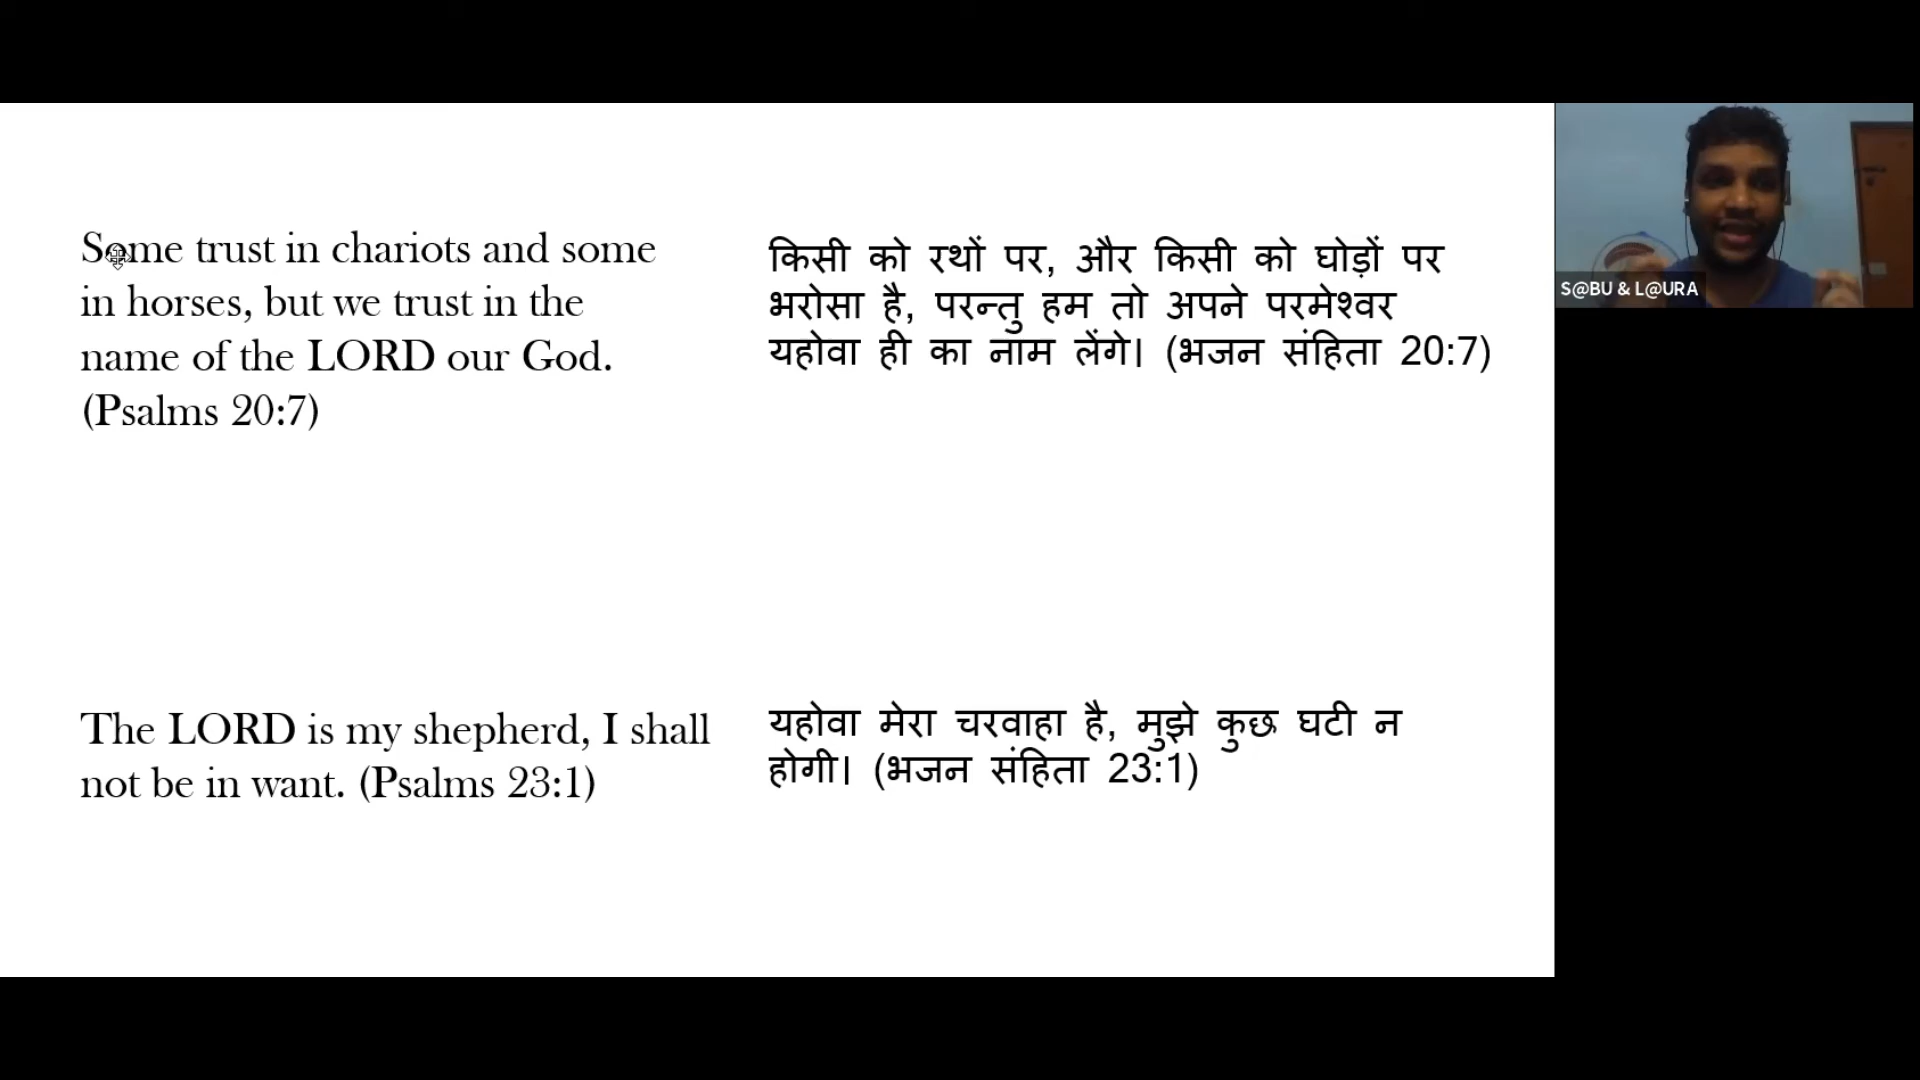 Some trust in chariots and some
in horses, but we trust in the
name of the LORD our God.
(Psalms 20:7)
किसी को रथों पर, और किसी को घोड़ों पर
भरोसा है, परन्तु हम तो अपने परमेश्वर
यहोवा ही का नाम लेंगे। (भजन संहिता 20:7)
The LORD is my shepherd, I shall
not be in want. (Psalms 23:1)
यहोवा मेरा चरवाहा है, मुझे कुछ घटी न
होगी। (भजन संहिता 23:1)
S@BU & L@URA